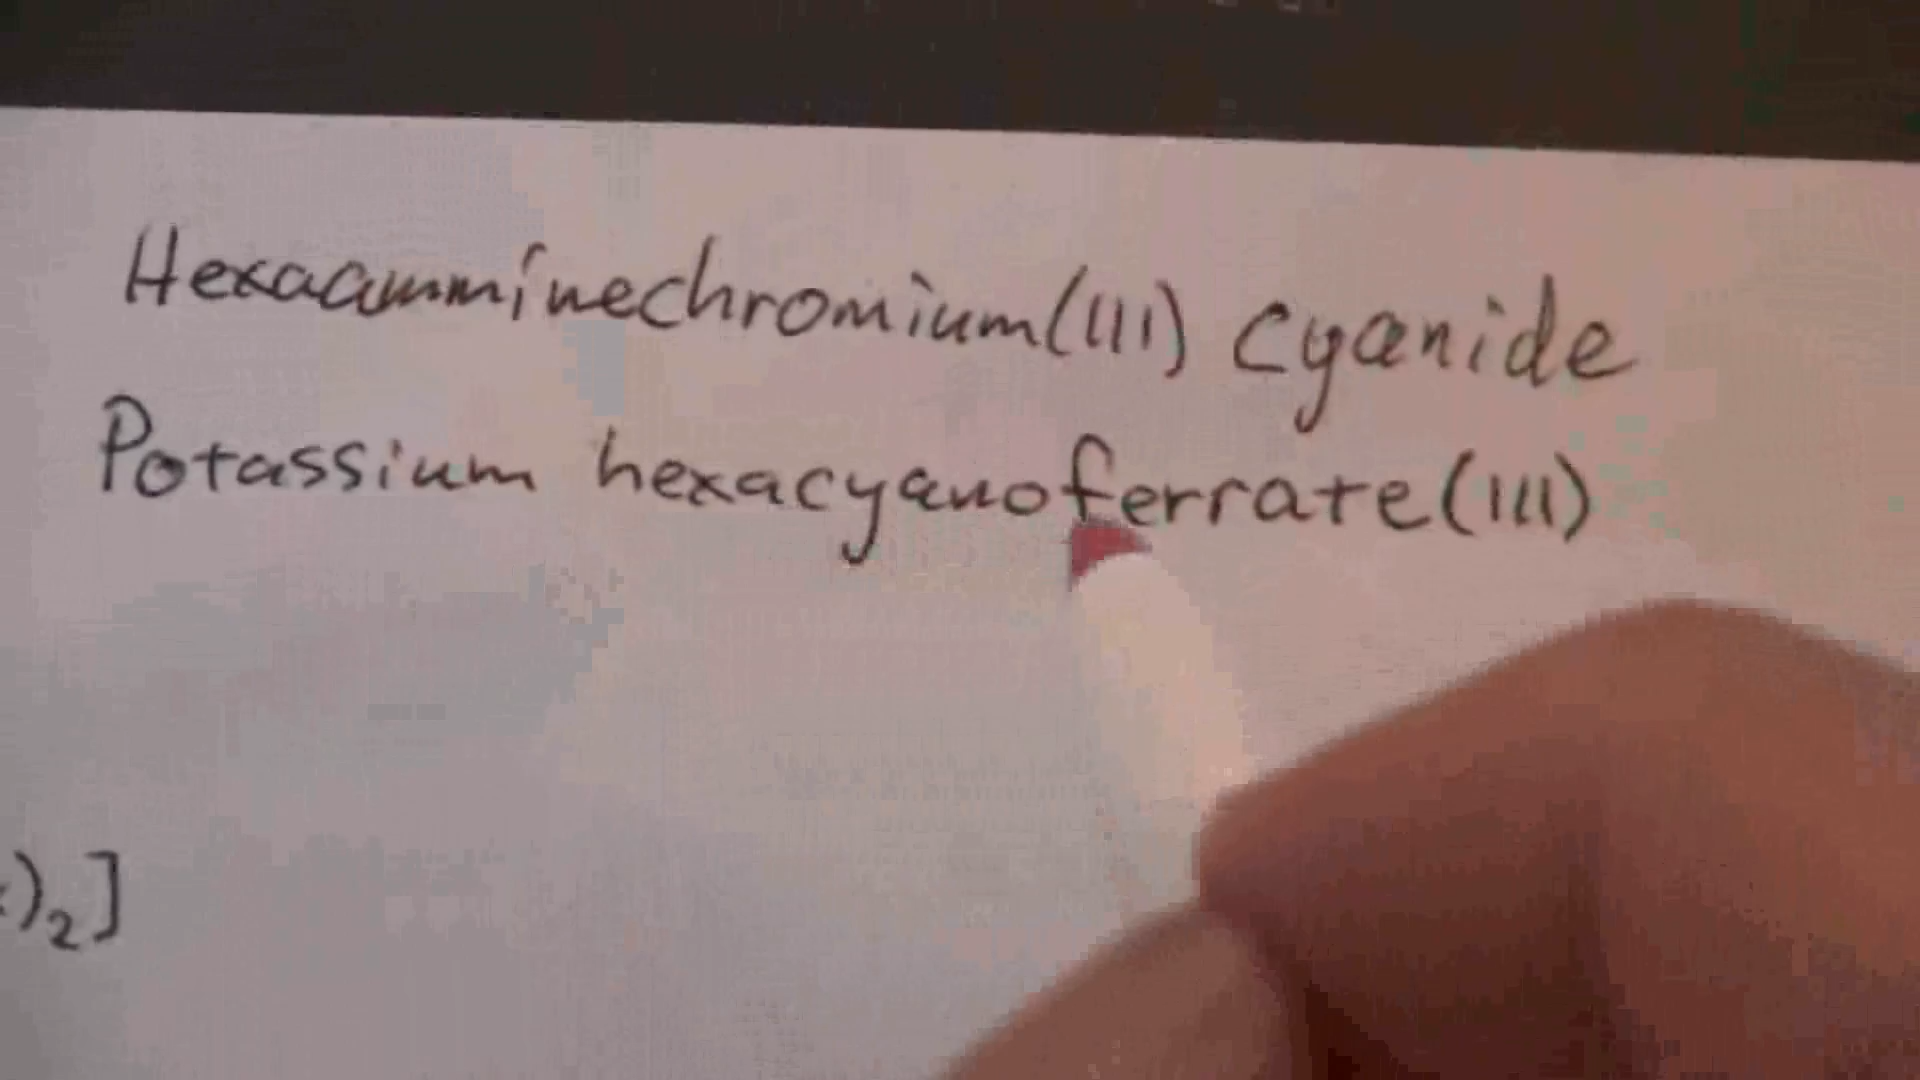 Hexaamminechromium(III) Cyanide
Potassium hexacyanoferrate(III)
)₂]